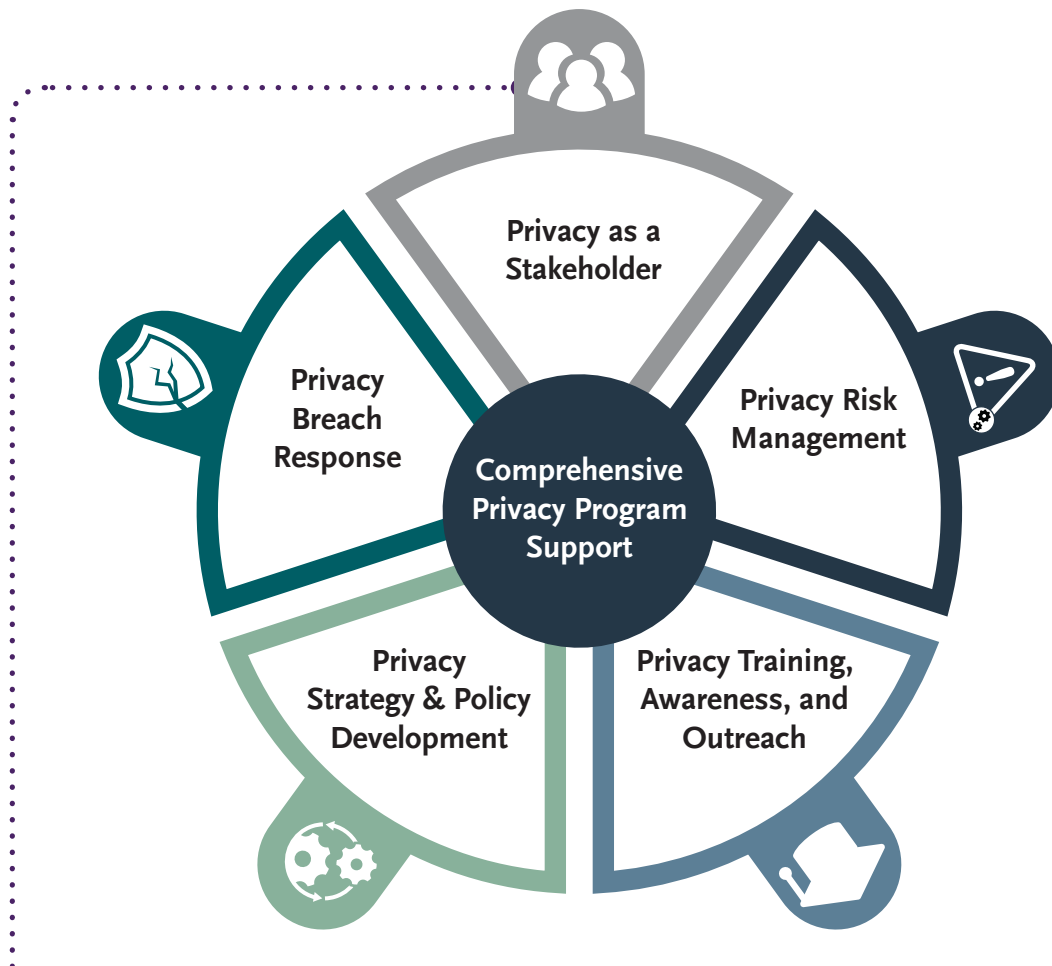 Privacy as a
Stakeholder
Privacy Risk
Management
Privacy Training,
Awareness, and
Outreach
Privacy
Strategy & Policy
Development
Privacy
Breach
Response
Comprehensive
Privacy Program
Support